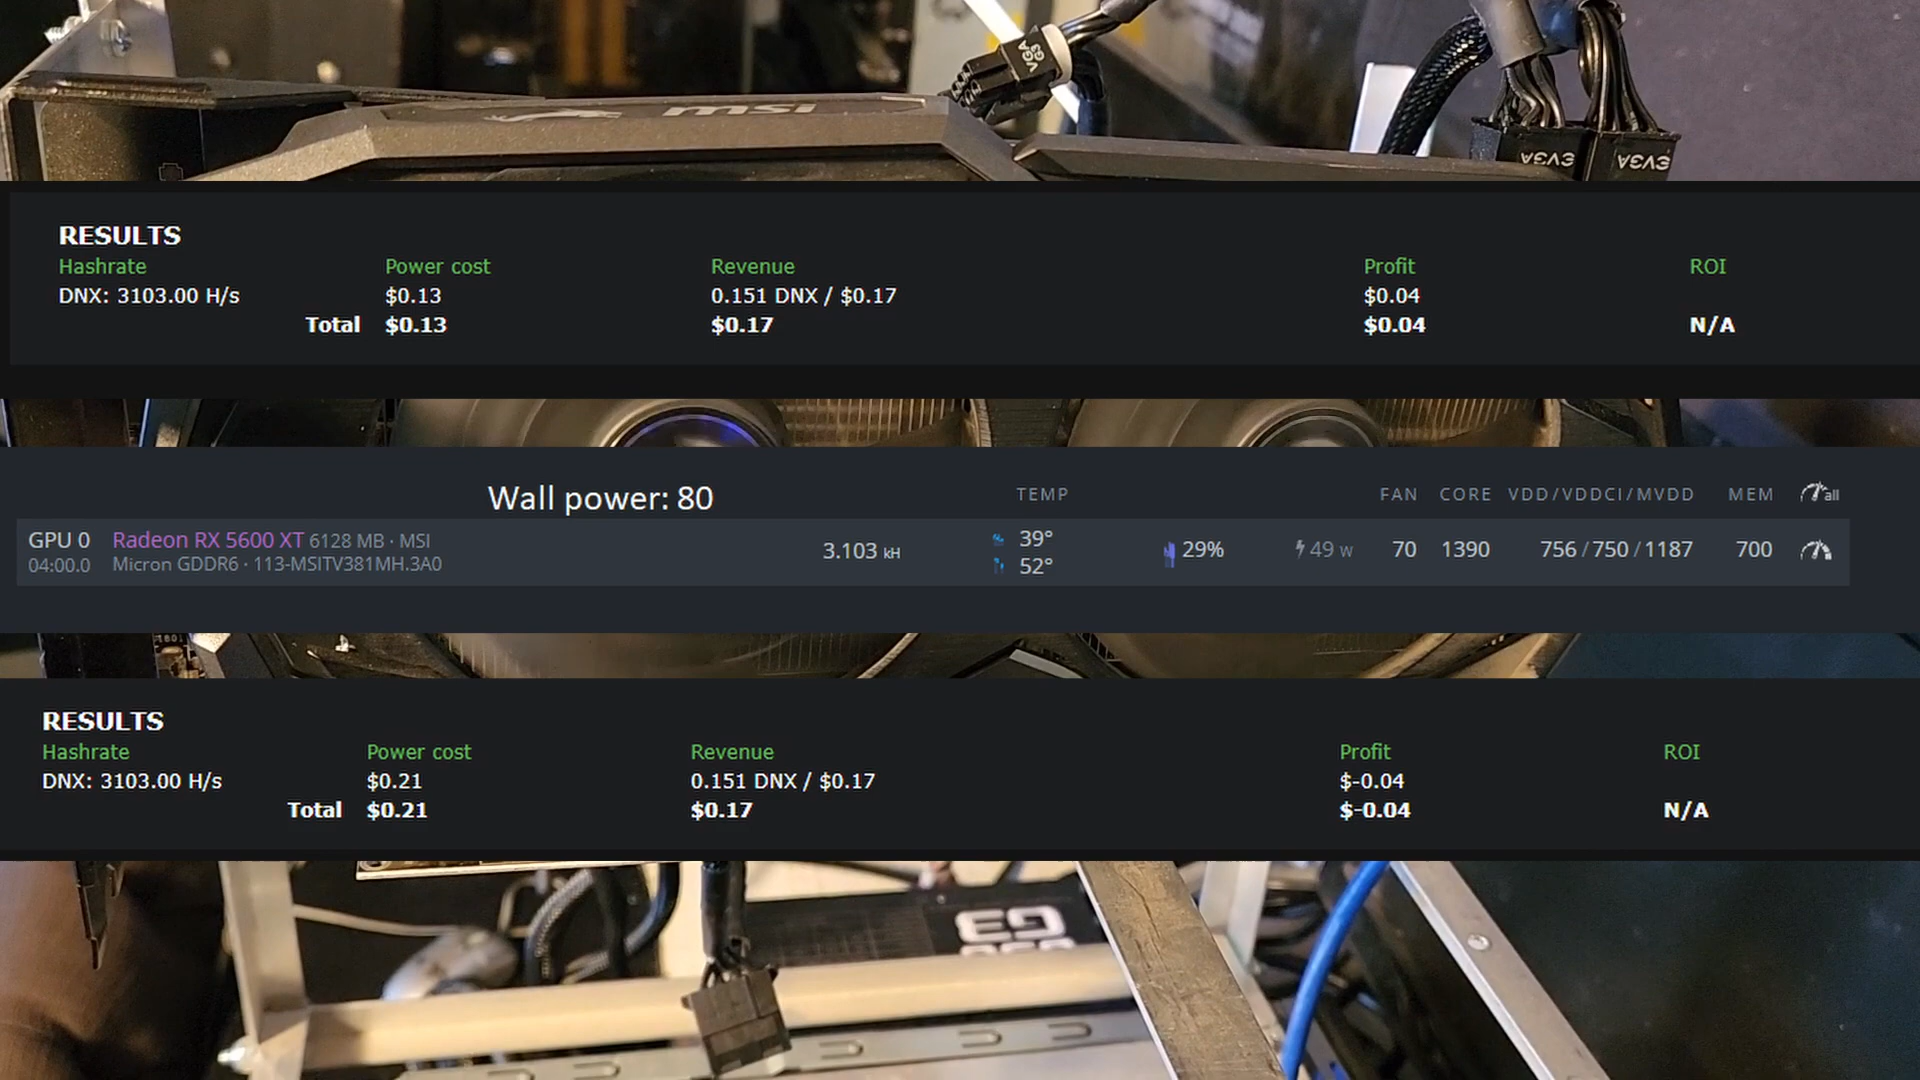 VGA
G3
msi
EVGA
EVGA
RESULTS
Hashrate Power cost Revenue Profit ROI
DNX: 3103.00 H/s $0.13 0.151 DNX / $0.17 $0.04
Total $0.13 $0.17 $0.04 N/A
Wall power: 80
TEMP FAN CORE VDD/VDDCI/MVDD MEM all
GPU 0 Radeon RX 5600 XT 6128 MB · MSI 3.103 kH 39° 29% 49 w 70 1390 756/750/1187 700
04:00.0 Micron GDDR6 · 113-MSITV381MH.3A0 52°
RESULTS
Hashrate Power cost Revenue Profit ROI
DNX: 3103.00 H/s $0.21 0.151 DNX / $0.17 $-0.04
Total $0.21 $0.17 $-0.04 N/A
G3